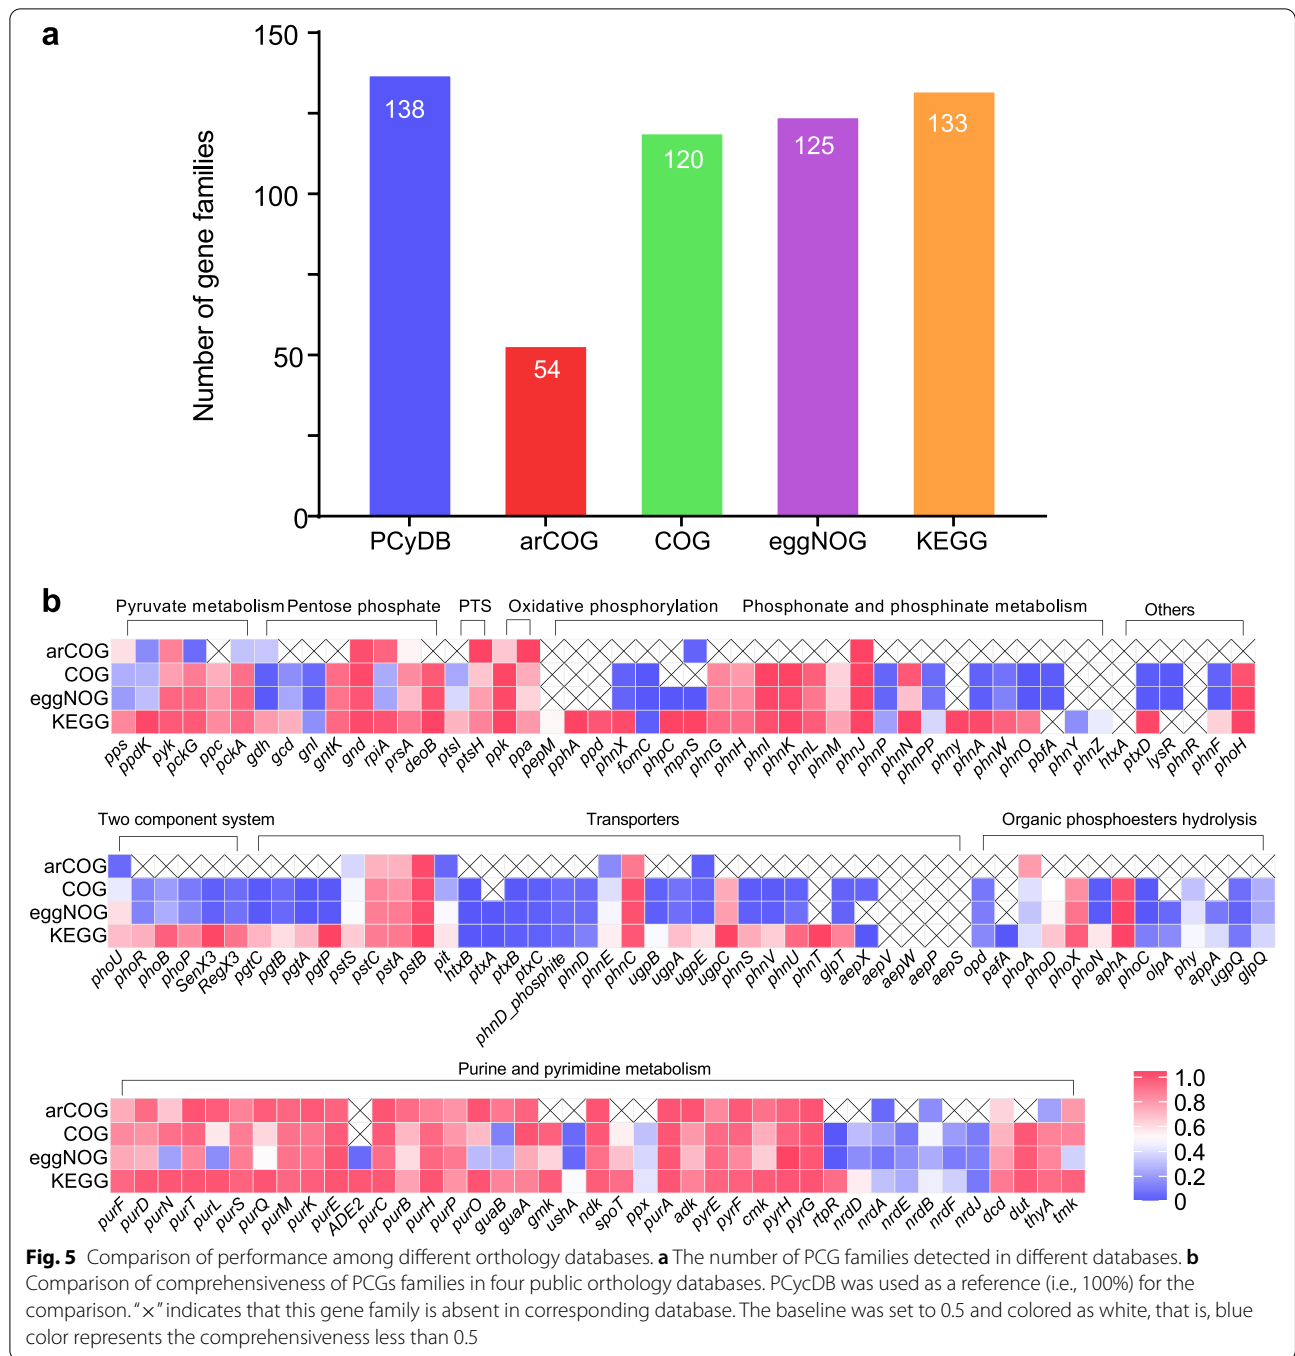 a
150
100
50
0
Number of gene families
138
54
120
125
133
PCyDB
arCOG
COG
eggNOG
KEGG
b
Pyruvate metabolism
Pentose phosphate
PTS
Oxidative phosphorylation
Phosphonate and phosphinate metabolism
Others
arCOG
COG
eggNOG
KEGG
pps ppdK pyk pckG ppc pckA gdh gcd gnl gntK gnd rpiA prsA deoB ptsI ptsH ppk ppa pepM pphA ppd phnX fomC phpC mpnS phnG phnH phnI phnK phnL phnM phnJ phnP phnN phnPP phny phnA phnW phnO pbfA phnY phnZ htxA ptxD lysR phnR phnF phoH
Two component system
Transporters
Organic phosphoesters hydrolysis
arCOG
COG
eggNOG
KEGG
phoU phoR phoB phoP SenX3 RegX3 pgtC pgtB pgtA pgtP pstS pstC pstA pstB pit htxB ptxA ptxB ptxC phnD_phosphite phnD phnE phnC ugpB ugpA ugpE ugpC phnS phnV phnU phnT glpT aepX aepV aepW aepP aepS opd pafA phoA phoD phoX phoN aphA phoC olpA phy appA ugpQ glpQ
Purine and pyrimidine metabolism
arCOG
COG
eggNOG
KEGG
purF purD purN purT purL purS purQ purM purK purE ADE2 purC purB purH purP purO guaB guaA gmk ushA ndk spoT ppx purA adk pyrE pyrF cmk pyrH pyrG rtpR nrdD nrdA nrdE nrdB nrdF nrdJ dcd dut thyA tmk
1.0
0.8
0.6
0.4
0.2
0
Fig. 5 Comparison of performance among different orthology databases. a The number of PCG families detected in different databases. b
Comparison of comprehensiveness of PCGs families in four public orthology databases. PCycDB was used as a reference (i.e., 100%) for the
comparison. “×” indicates that this gene family is absent in corresponding database. The baseline was set to 0.5 and colored as white, that is, blue
color represents the comprehensiveness less than 0.5